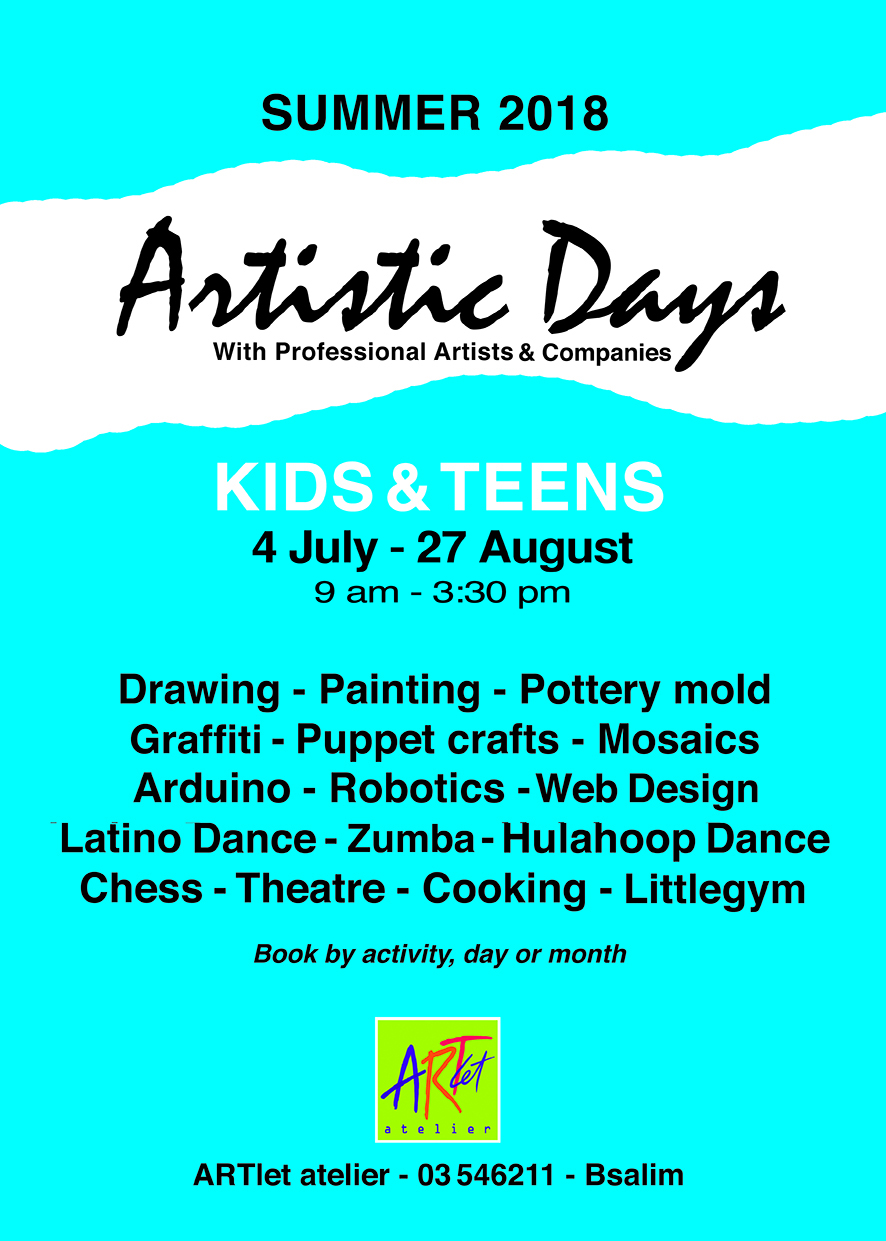 SUMMER 2018
Artistic Days
With Professional Artists & Companies
KIDS & TEENS
4 July - 27 August
9 am - 3:30 pm
Drawing - Painting - Pottery mold
Graffiti - Puppet crafts - Mosaics
Arduino - Robotics - Web Design
Latino Dance - Zumba - Hulahoop Dance
Chess - Theatre - Cooking - Littlegym
Book by activity, day or month
ARTlet
atelier
ARTlet atelier - 03 546211 - Bsalim